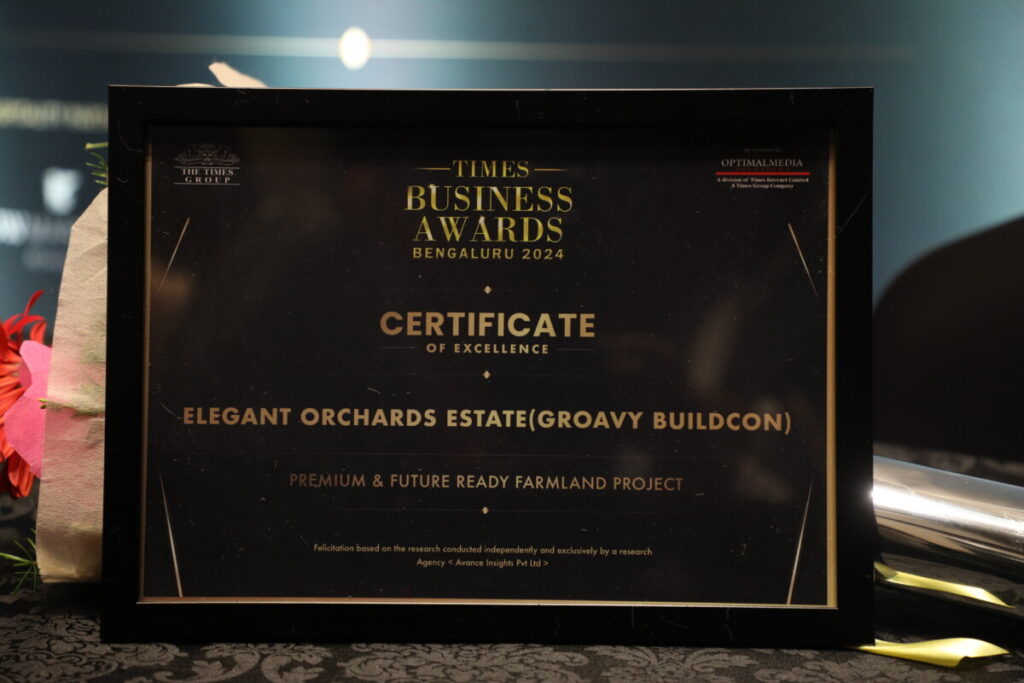 THE TIMES
GROUP
TIMES
BUSINESS
AWARDS
BENGALURU 2024
An Initiative By
OPTIMALMEDIA
A division of Times Internet Limited
A Times Group Company
CERTIFICATE
OF EXCELLENCE
ELEGANT ORCHARDS ESTATE(GROAVY BUILDCON)
PREMIUM & FUTURE READY FARMLAND PROJECT
Felicitation based on the research conducted independently and exclusively by a research
Agency < Avance Insights Pvt Ltd >